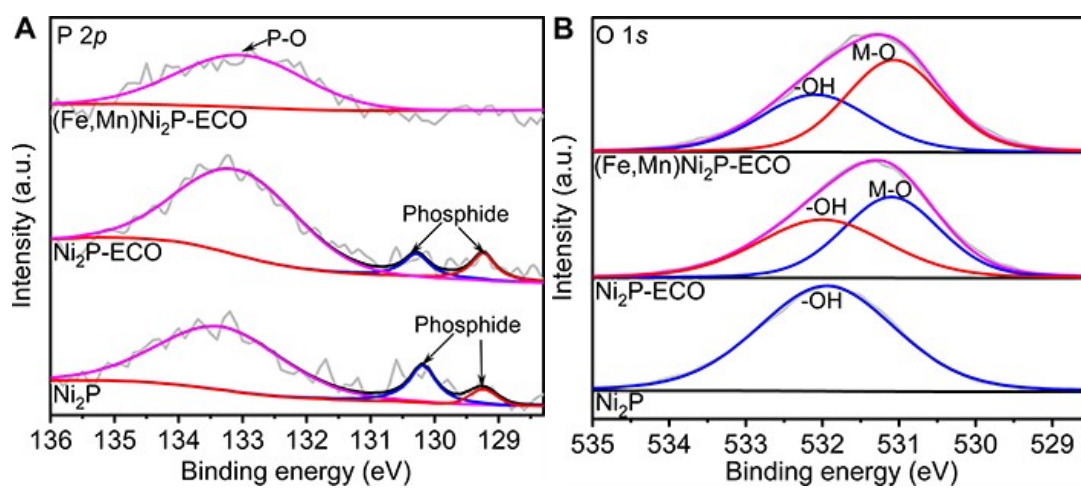 A
P 2p
P-O
(Fe,Mn)Ni₂P-ECO
Phosphide
Ni₂P-ECO
Phosphide
Ni₂P
Intensity (a.u.)
136 135 134 133 132 131 130 129
Binding energy (eV)
B
O 1s
M-O
-OH
(Fe,Mn)Ni₂P-ECO
M-O
-OH
Ni₂P-ECO
-OH
Ni₂P
Intensity (a.u.)
535 534 533 532 531 530 529
Binding energy (eV)